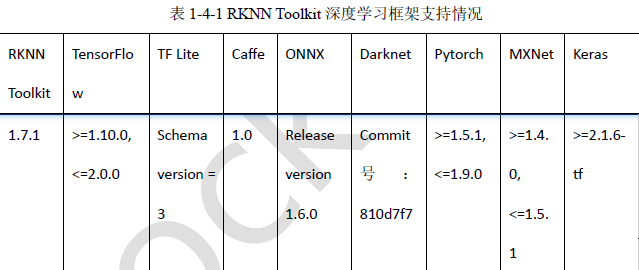 表 1-4-1 RKNN Toolkit 深度学习框架支持情况
RKNN Toolkit TensorFlow TF Lite Caffe ONNX Darknet Pytorch MXNet Keras
1.7.1 >=1.10.0, <=2.0.0 Schema version = 3 1.0 Release version 1.6.0 Commit 号：810d7f7 >=1.5.1, <=1.9.0 >=1.4.0, <=1.5.1 >=2.1.6-tf
OCK